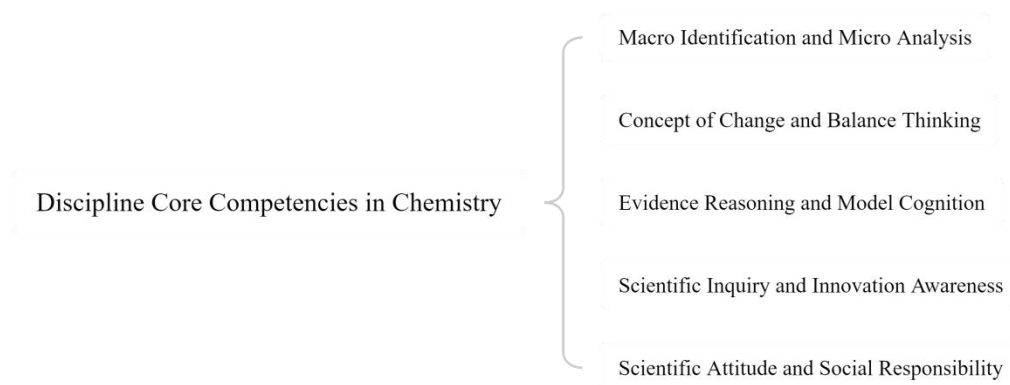 Discipline Core Competencies in Chemistry
Macro Identification and Micro Analysis
Concept of Change and Balance Thinking
Evidence Reasoning and Model Cognition
Scientific Inquiry and Innovation Awareness
Scientific Attitude and Social Responsibility